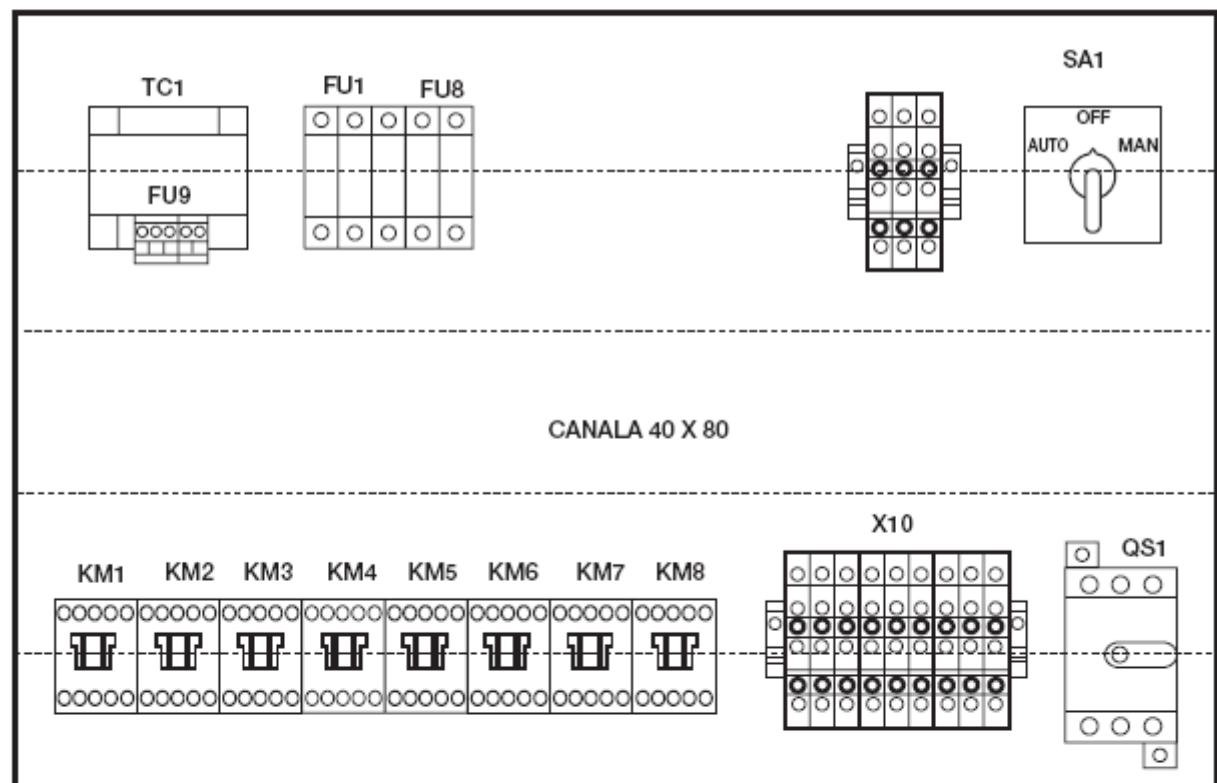 TC1
FU1
FU8
SA1
OFF
AUTO
MAN
FU9
CANALA 40 X 80
X10
QS1
KM1
KM2
KM3
KM4
KM5
KM6
KM7
KM8